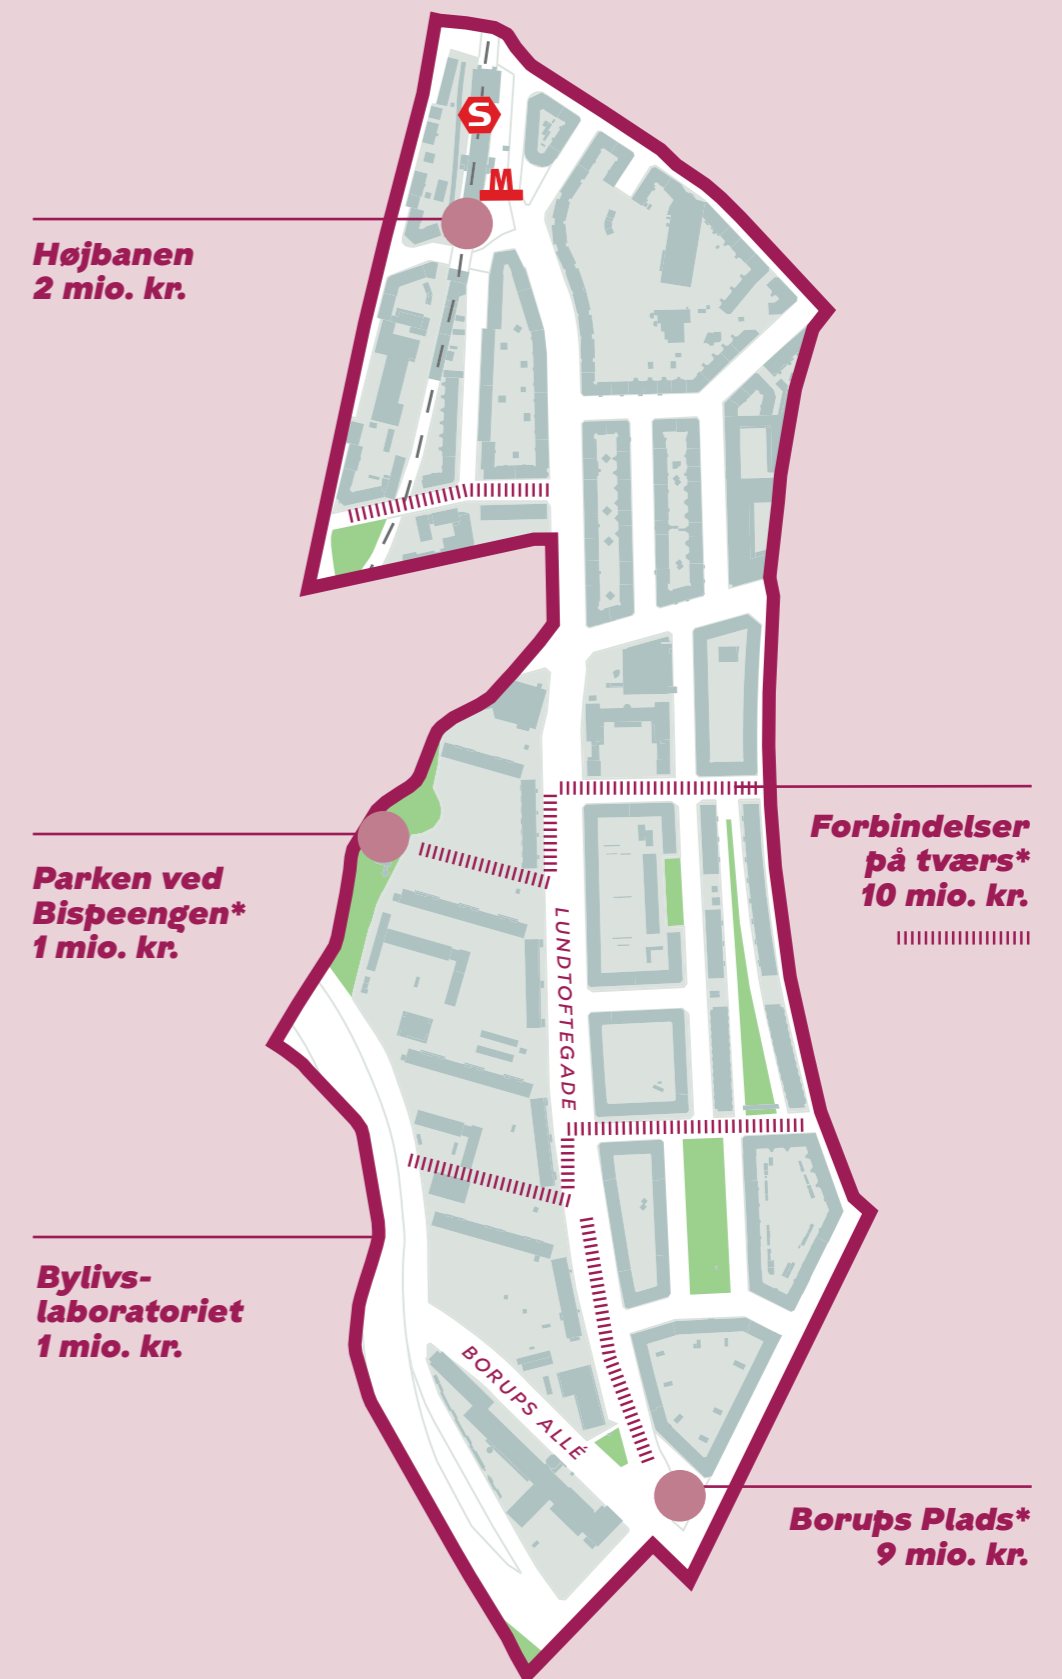 S
M
Højbanen
2 mio. kr.
Forbindelser
på tværs*
10 mio. kr.
Parken ved
Bispeengen*
1 mio. kr.
LUNDTOFTEGADE
Bylivs-
laboratoriet
1 mio. kr.
BORUPS ALLÉ
Borups Plads*
9 mio. kr.